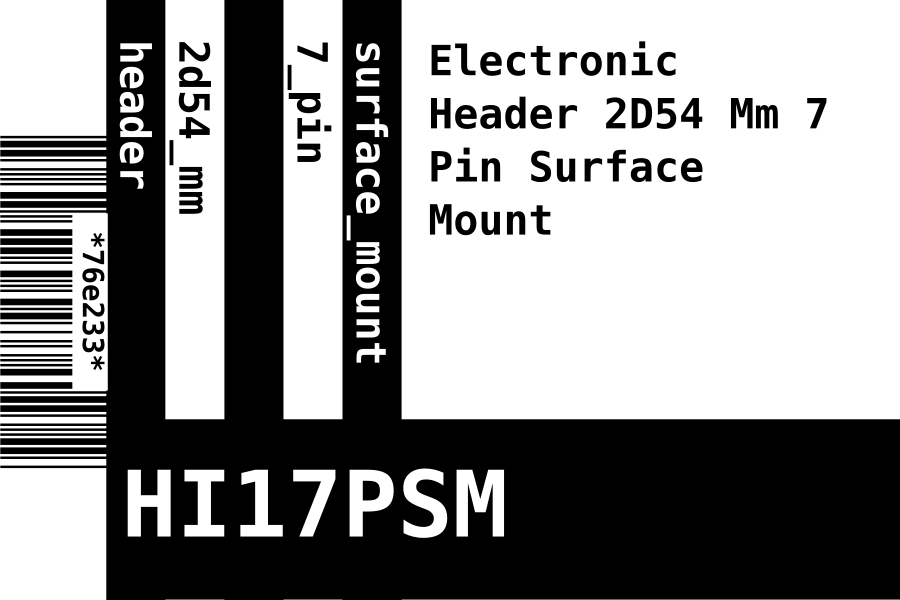 *76e233*
header
2d54_mm
7_pin
surface_mount
Electronic
Header 2D54 Mm 7
Pin Surface
Mount
HI17PSM